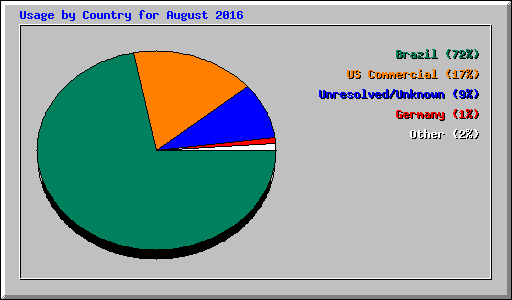 Usage by Country for August 2016
Brazil (72%)
US Commercial (17%)
Unresolved/Unknown (9%)
Germany (1%)
Other (2%)